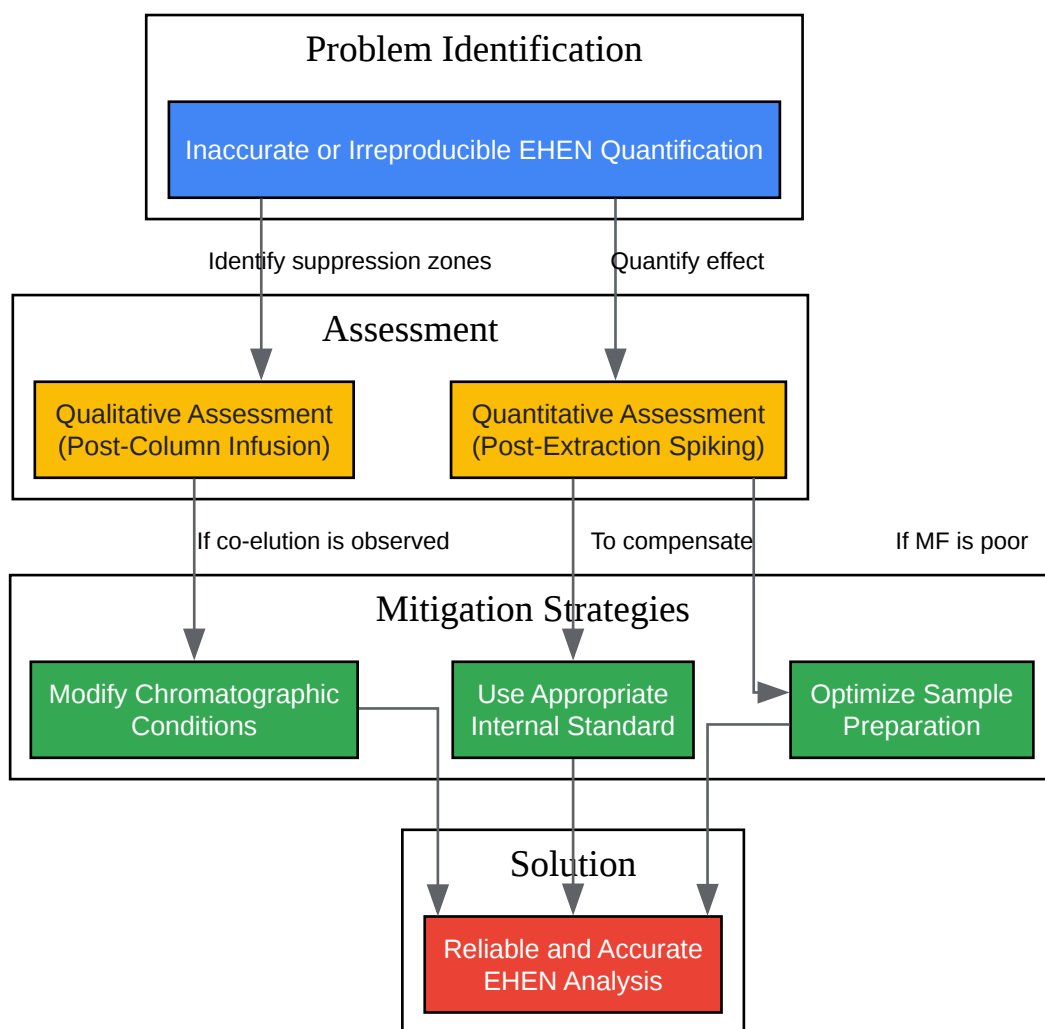 Problem Identification
Inaccurate or Irreproducible EHEN Quantification
Identify suppression zones
Quantify effect
Assessment
Qualitative Assessment
(Post-Column Infusion)
Quantitative Assessment
(Post-Extraction Spiking)
If co-elution is observed
To compensate
If MF is poor
Mitigation Strategies
Modify Chromatographic
Conditions
Use Appropriate
Internal Standard
Optimize Sample
Preparation
Solution
Reliable and Accurate
EHEN Analysis